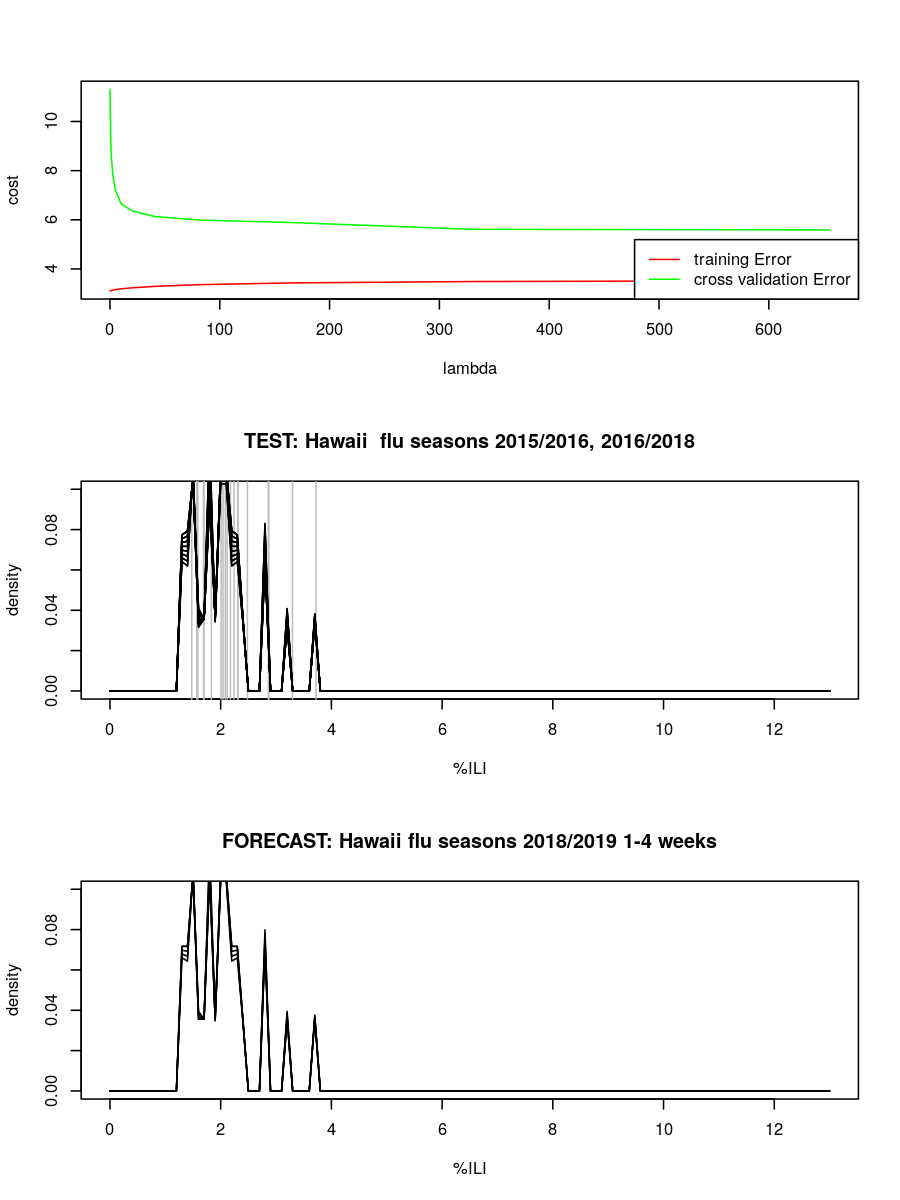 cost
4 6 8 10
training Error
cross validation Error
0 100 200 300 400 500 600
lambda
TEST: Hawaii  flu seasons 2015/2016, 2016/2018
density
0.00 0.04 0.08
0 2 4 6 8 10 12
%ILI
FORECAST: Hawaii flu seasons 2018/2019 1-4 weeks
density
0.00 0.04 0.08
0 2 4 6 8 10 12
%ILI